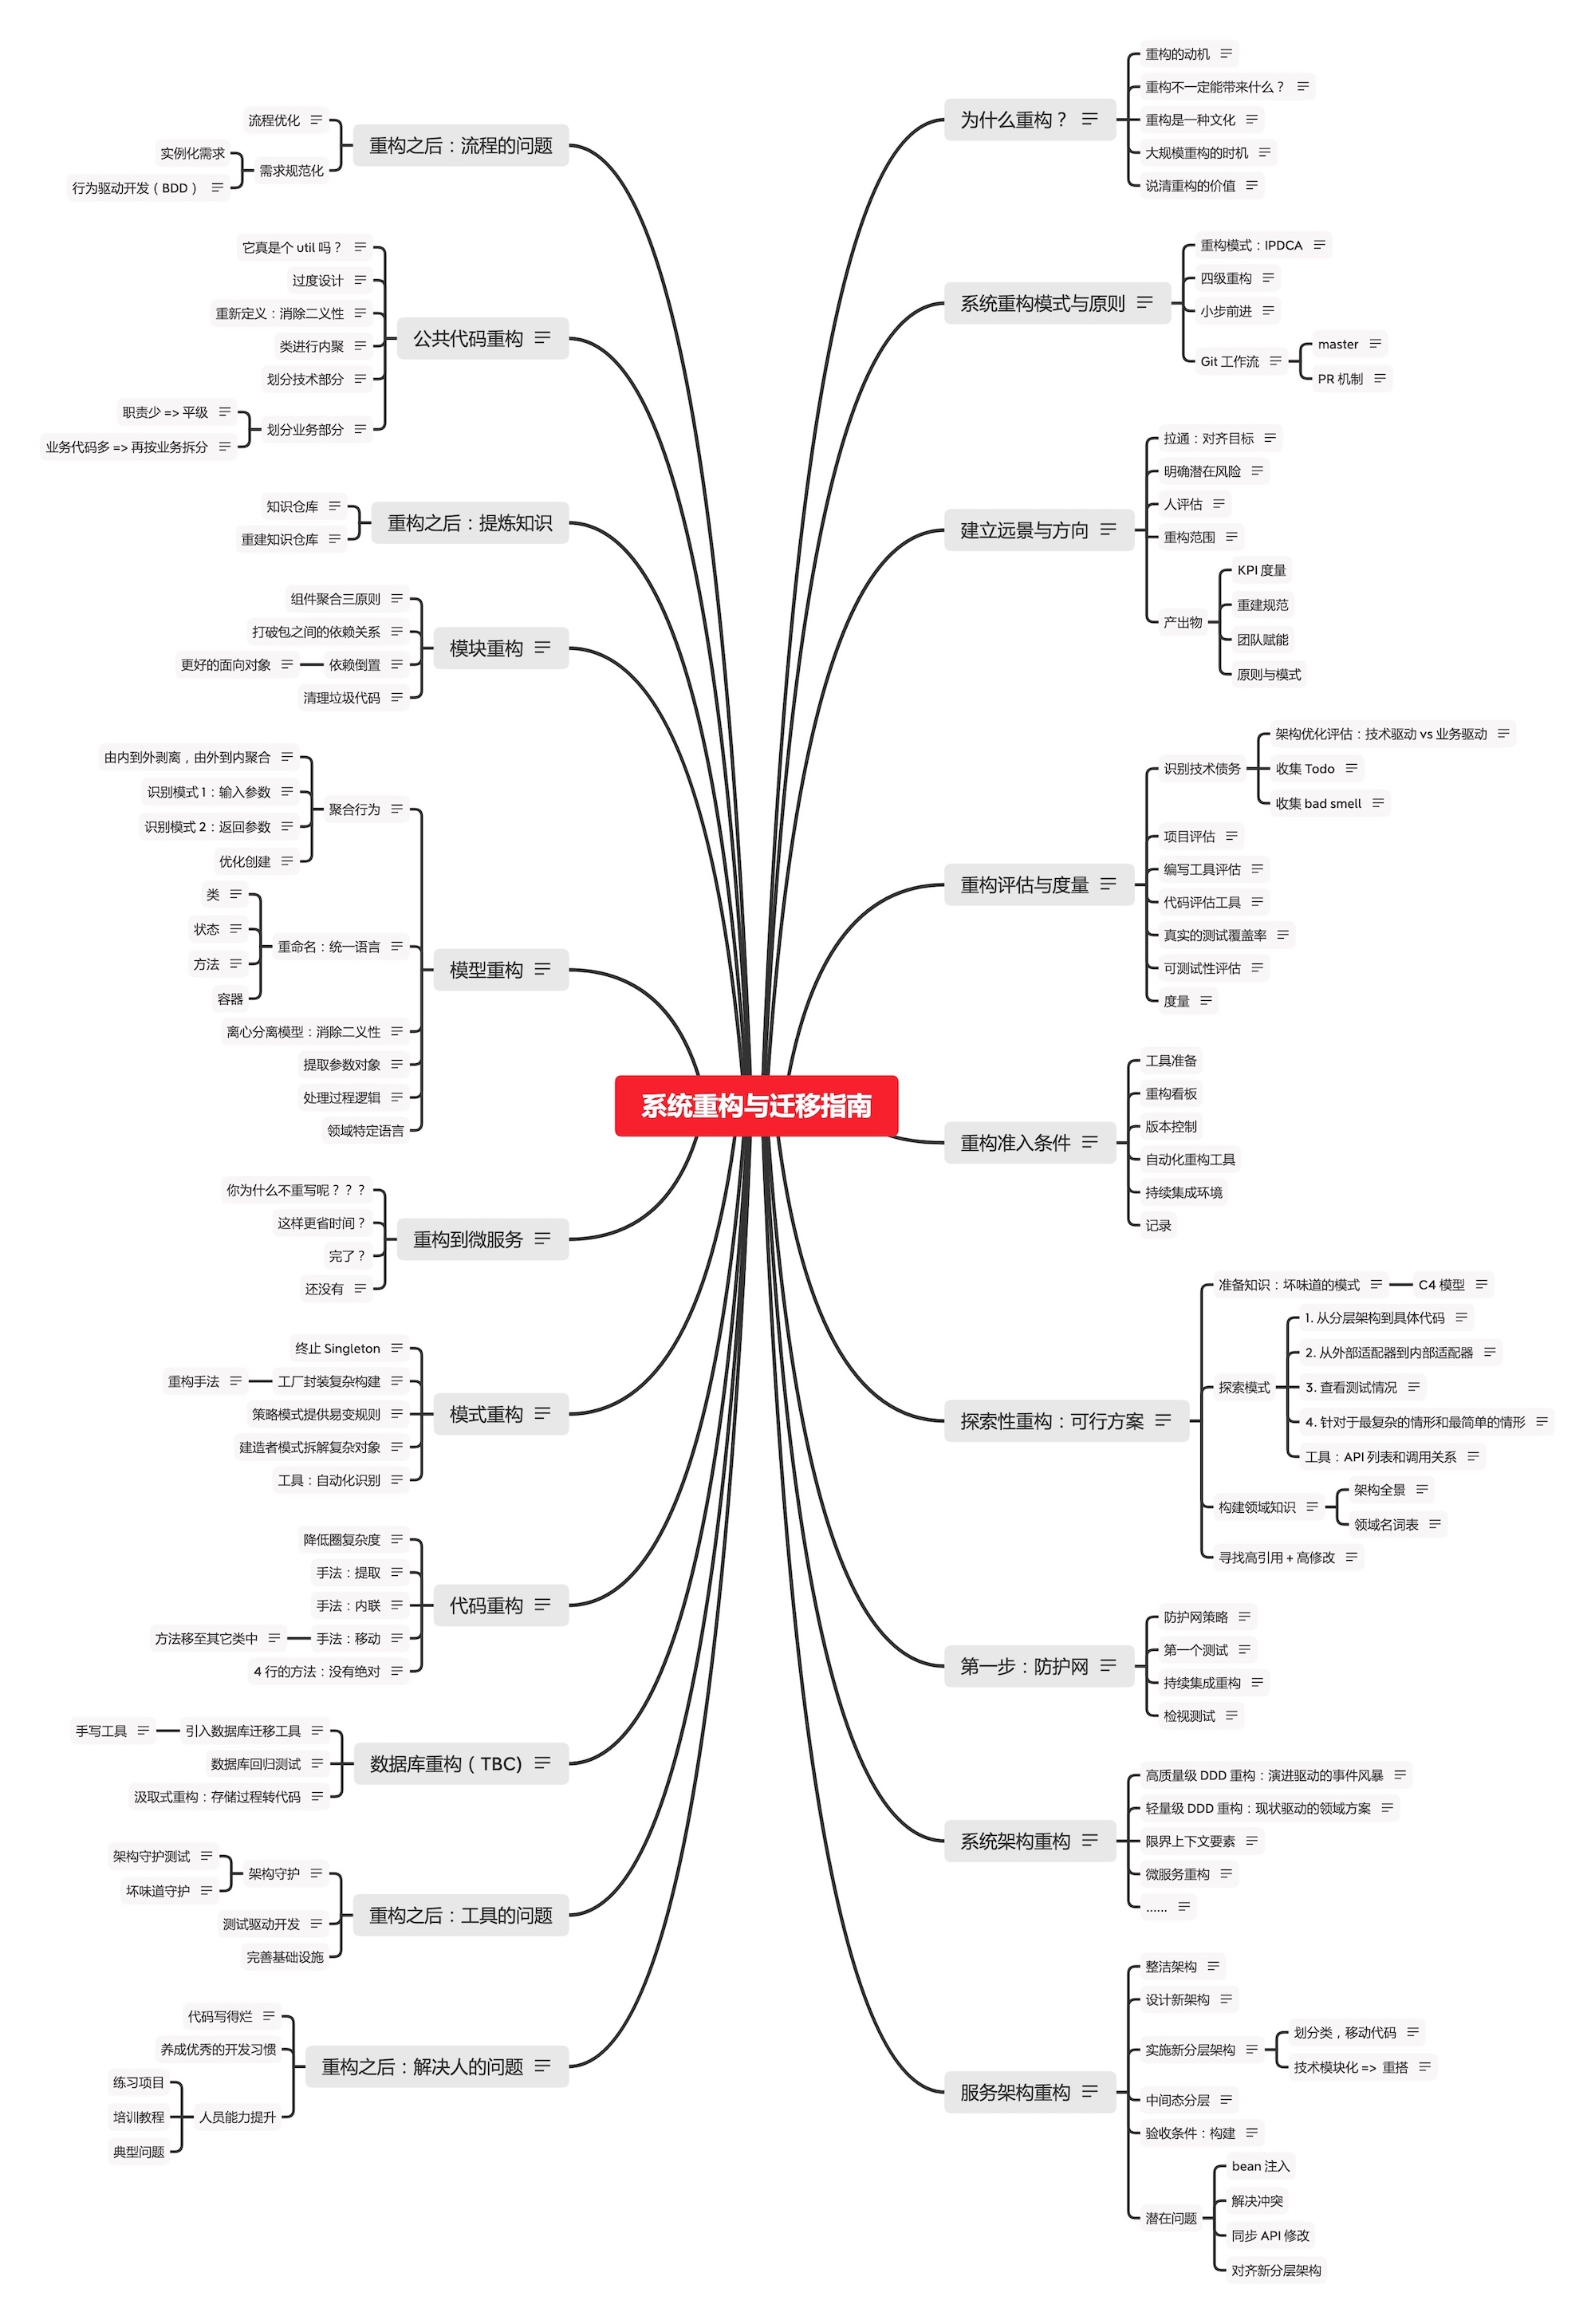 系统重构与迁移指南
为什么重构？
重构的动机
重构不一定能带来什么？
重构是一种文化
大规模重构的时机
说清重构的价值
系统重构模式与原则
重构模式：IPDCA
四级重构
小步前进
Git 工作流
master
PR 机制
建立远景与方向
拉通：对齐目标
明确潜在风险
人评估
重构范围
产出物
KPI 度量
重建规范
团队赋能
原则与模式
重构评估与度量
识别技术债务
架构优化评估：技术驱动 vs 业务驱动
收集 Todo
收集 bad smell
项目评估
编写工具评估
代码评估工具
真实的测试覆盖率
可测试性评估
度量
重构准入条件
工具准备
重构看板
版本控制
自动化重构工具
持续集成环境
记录
探索性重构：可行方案
准备知识：坏味道的模式
C4 模型
探索模式
1. 从分层架构到具体代码
2. 从外部适配器到内部适配器
3. 查看测试情况
4. 针对于最复杂的情形和最简单的情形
工具：API 列表和调用关系
构建领域知识
架构全景
领域名词表
寻找高引用 + 高修改
第一步：防护网
防护网策略
第一个测试
持续集成重构
检视测试
系统架构重构
高质量级 DDD 重构：演进驱动的事件风暴
轻量级 DDD 重构：现状驱动的领域方案
限界上下文要素
微服务重构
……
服务架构重构
整洁架构
设计新架构
实施新分层架构
划分类，移动代码
技术模块化 => 重搭
中间态分层
验收条件：构建
潜在问题
bean 注入
解决冲突
同步 API 修改
对齐新分层架构
重构之后：流程的问题
流程优化
需求规范化
实例化需求
行为驱动开发（BDD）
公共代码重构
它真是个 util 吗？
过度设计
重新定义：消除二义性
类进行内聚
划分技术部分
划分业务部分
职责少 => 平级
业务代码多 => 再按业务拆分
重构之后：提炼知识
知识仓库
重建知识仓库
模块重构
组件聚合三原则
打破包之间的依赖关系
依赖倒置
更好的面向对象
清理垃圾代码
模型重构
聚合行为
由内到外剥离，由外到内聚合
识别模式 1：输入参数
识别模式 2：返回参数
优化创建
重命名：统一语言
类
状态
方法
容器
离心分离模型：消除二义性
提取参数对象
处理过程逻辑
领域特定语言
重构到微服务
你为什么不重写呢？？？
这样更省时间？
完了？
还没有
模式重构
终止 Singleton
工厂封装复杂构建
重构手法
策略模式提供易变规则
建造者模式拆解复杂对象
工具：自动化识别
代码重构
降低圈复杂度
手法：提取
手法：内联
手法：移动
方法移至其它类中
4 行的方法：没有绝对
数据库重构（TBC)
引入数据库迁移工具
手写工具
数据库回归测试
汲取式重构：存储过程转代码
重构之后：工具的问题
架构守护
架构守护测试
坏味道守护
测试驱动开发
完善基础设施
重构之后：解决人的问题
代码写得烂
养成优秀的开发习惯
人员能力提升
练习项目
培训教程
典型问题